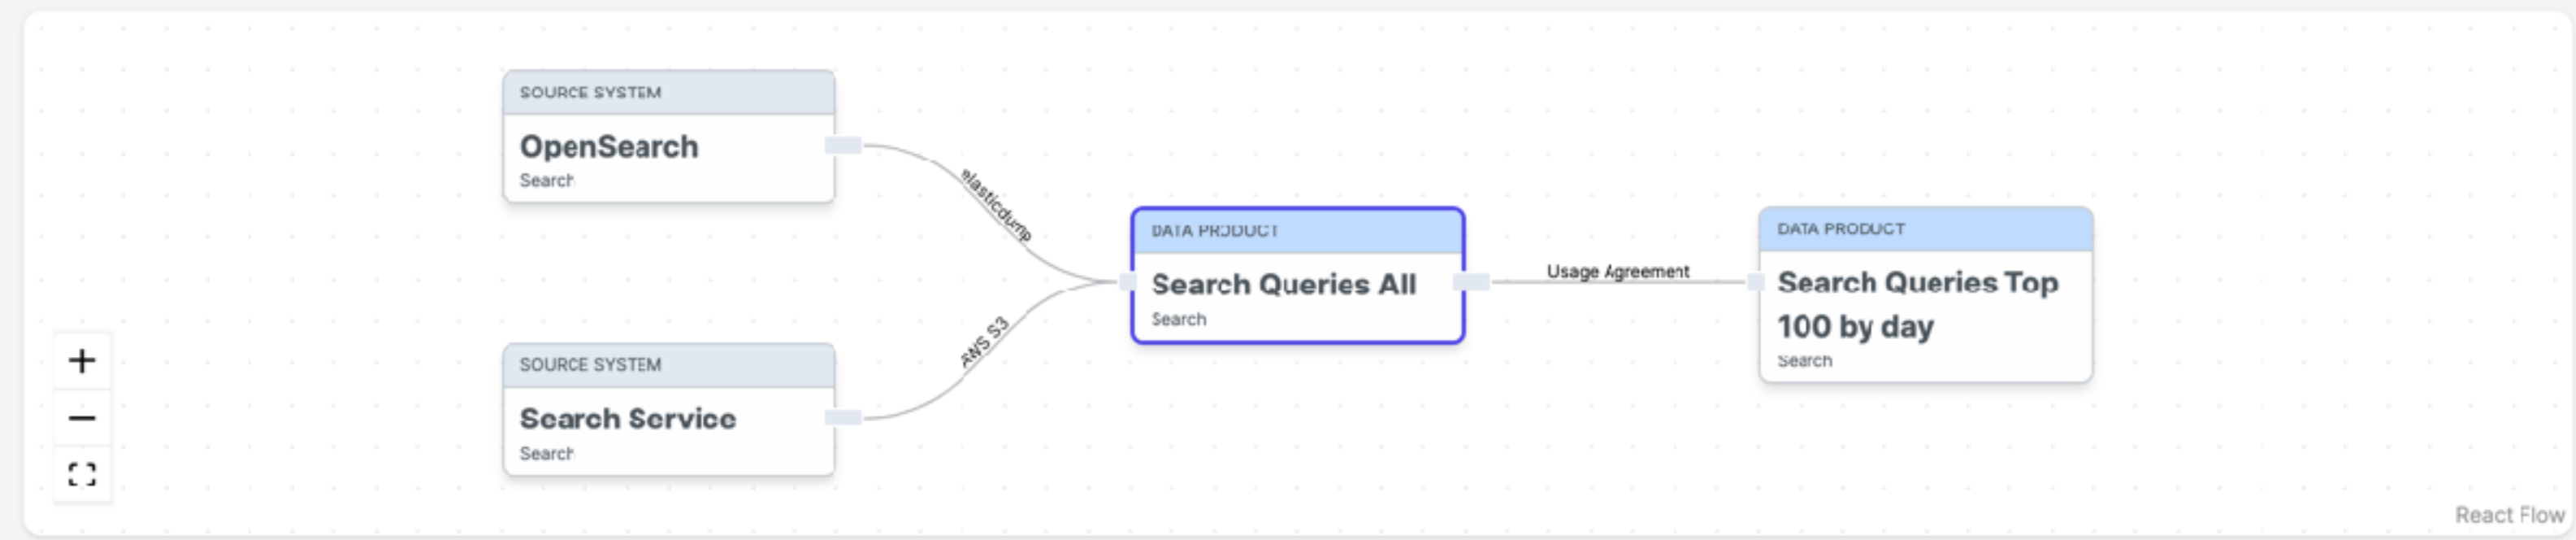 SOURCE SYSTEM
OpenSearch
Search
elasticdump
SOURCE SYSTEM
Search Service
Search
AWS S3
DATA PRODUCT
Search Queries All
Search
Usage Agreement
DATA PRODUCT
Search Queries Top
100 by day
Search
React Flow